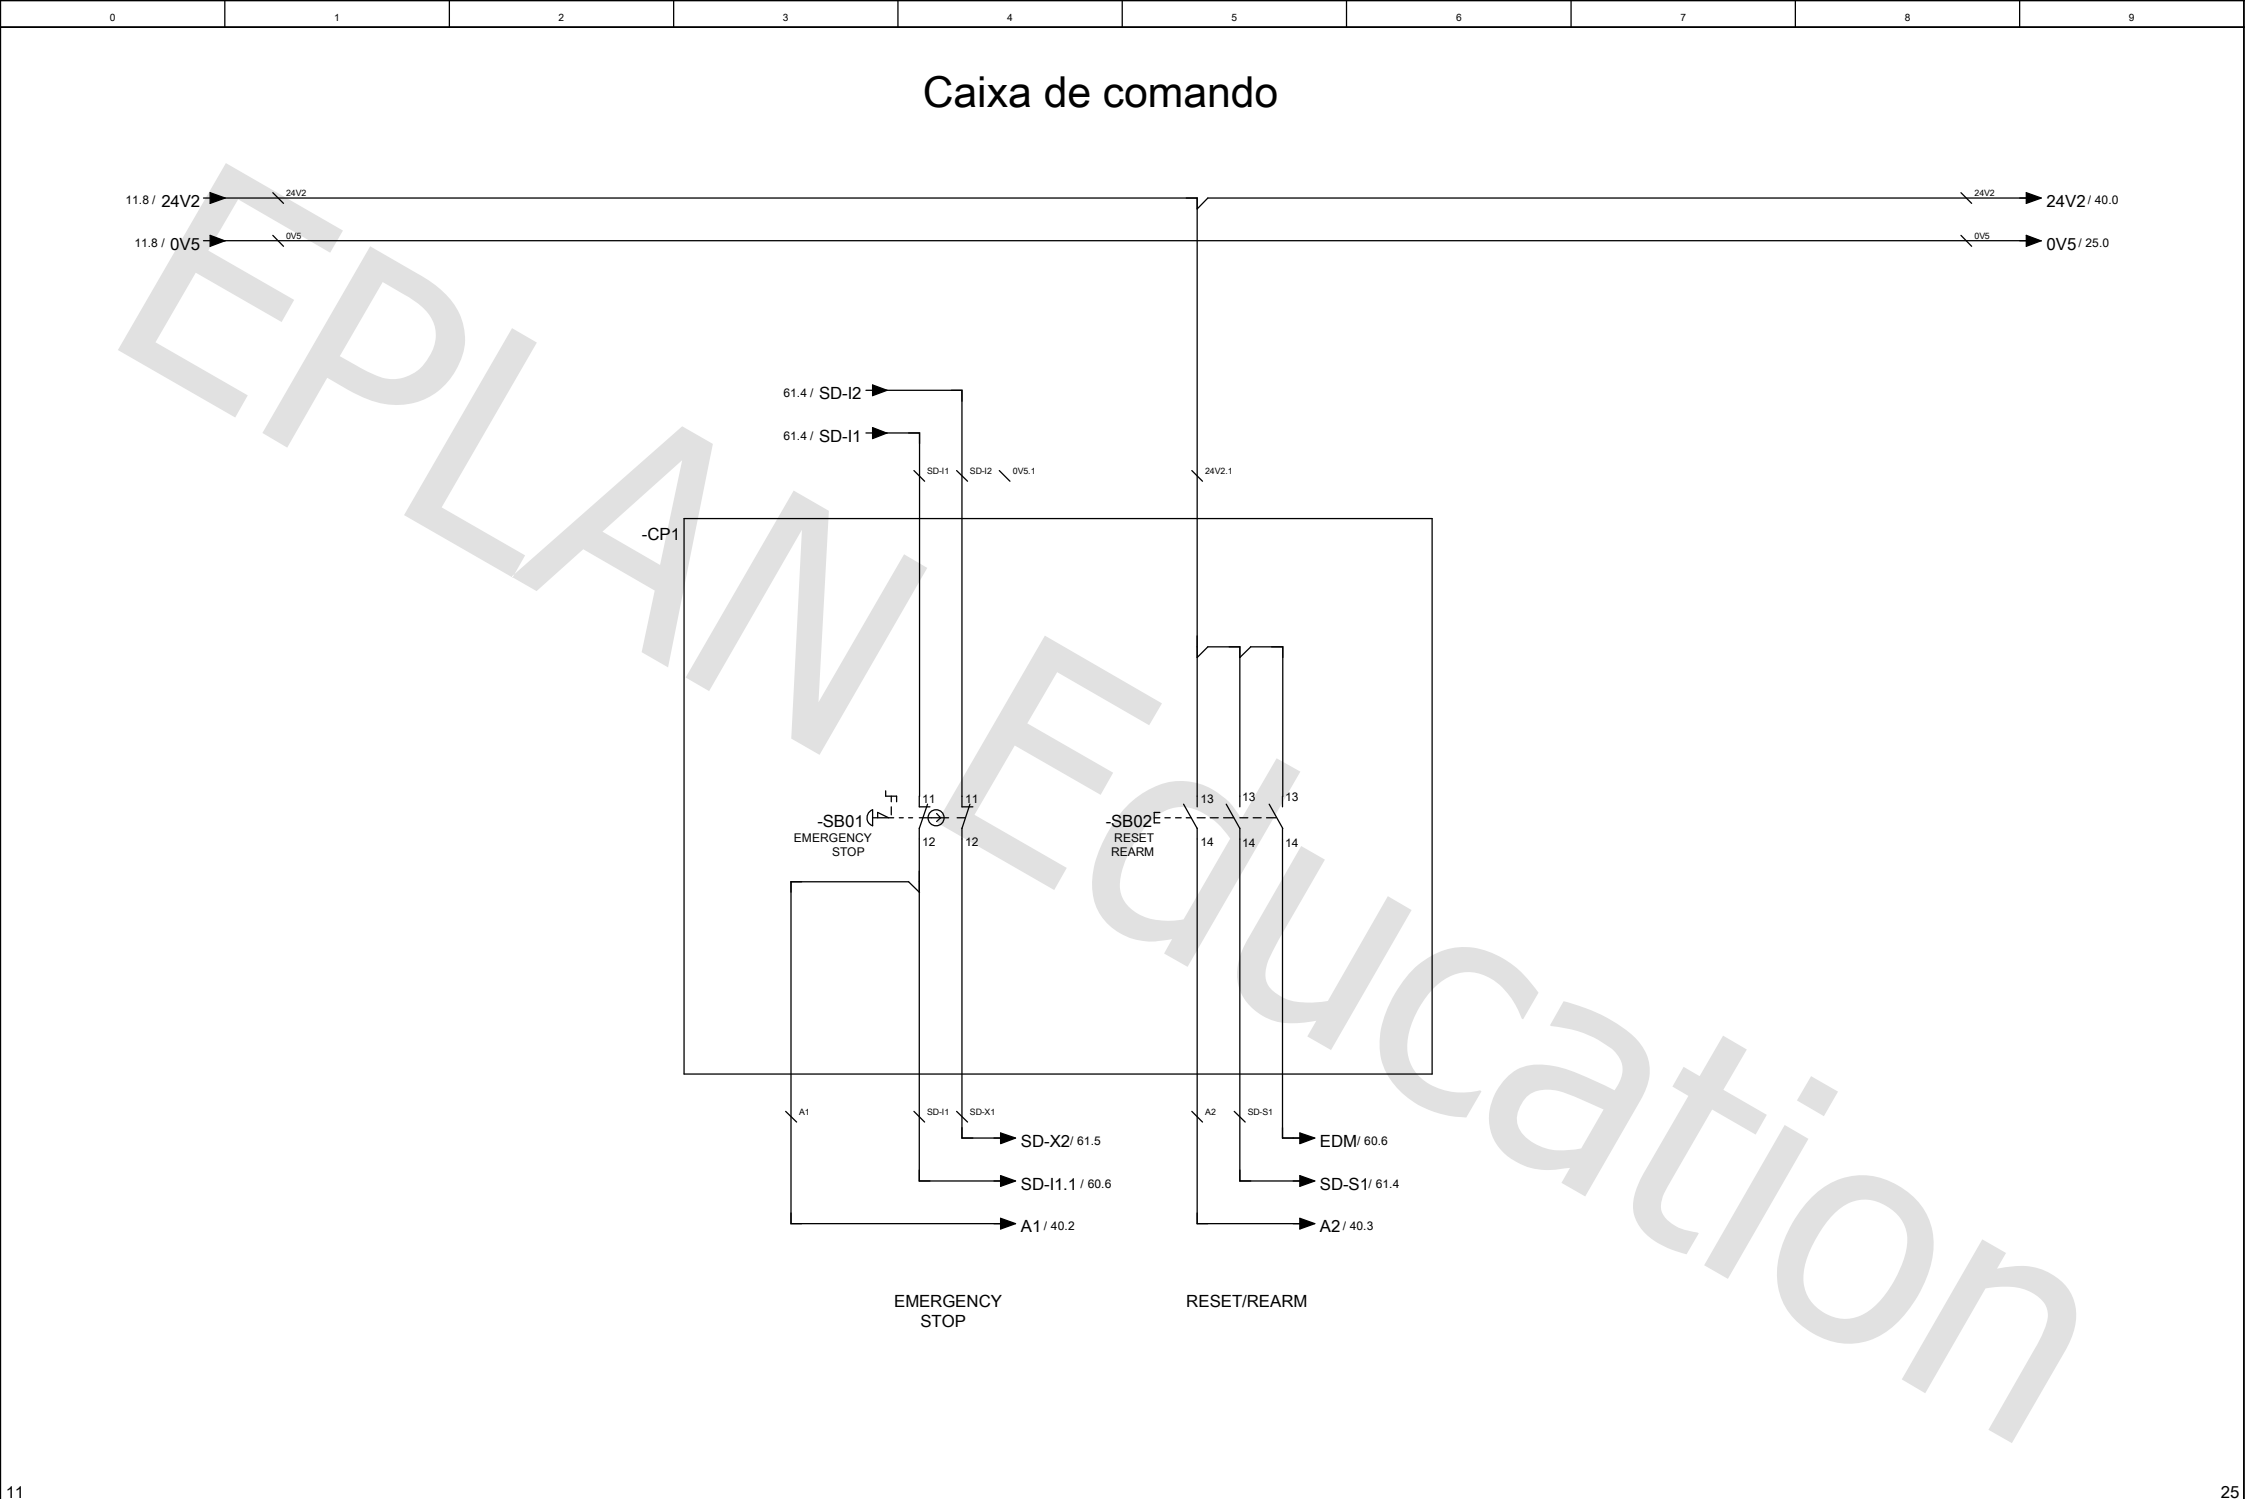 0 1 2 3 4 5 6 7 8 9
Caixa de comando
11.8 / 24V2 24V2 24V2 24V2 / 40.0
11.8 / 0V5 0V5 0V5 0V5 / 25.0
61.4 / SD-I2
61.4 / SD-I1
SD-I1 SD-I2 0V5.1 24V2.1
-CP1
11 11 13 13 13
-SB01 -SB02
EMERGENCY RESET
STOP REARM
12 12 14 14 14
A1 SD-I1 SD-X1 A2 SD-S1
SD-X2 / 61.5 EDM / 60.6
SD-I1.1 / 60.6 SD-S1 / 61.4
A1 / 40.2 A2 / 40.3
EMERGENCY RESET/REARM
STOP
11 25
EPLAN Education